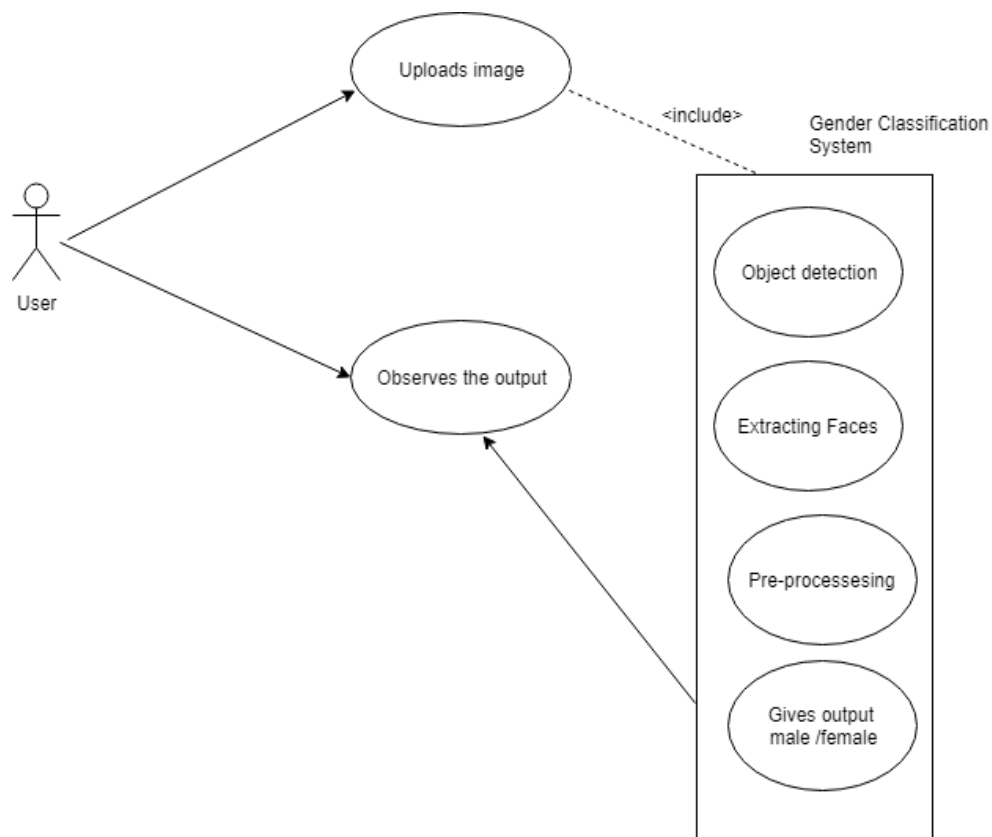 Uploads image
<include>
Gender Classification
System
Object detection
User
Observes the output
Extracting Faces
Pre-processesing
Gives output
male /female